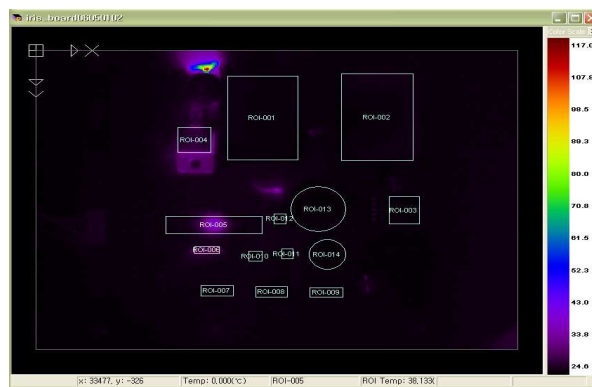 iris_board06050102
Color Scale
117.0
107.9
98.5
89.3
80.0
70.8
61.5
52.3
43.0
33.8
24.6
ROI-001
ROI-002
ROI-004
ROI-003
ROI-013
ROI-012
ROI-005
ROI-006
ROI-010
ROI-011
ROI-014
ROI-007
ROI-008
ROI-009
x: 33477, y: -326
Temp: 0,000(℃)
ROI-005
ROI Temp: 38,133(